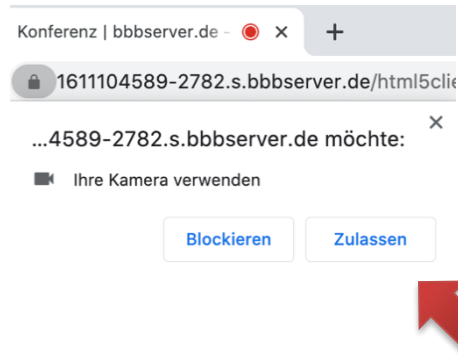 Konferenz | bbbserver.de -
1611104589-2782.s.bbbserver.de/html5clie
...4589-2782.s.bbbserver.de möchte:
Ihre Kamera verwenden
Blockieren Zulassen